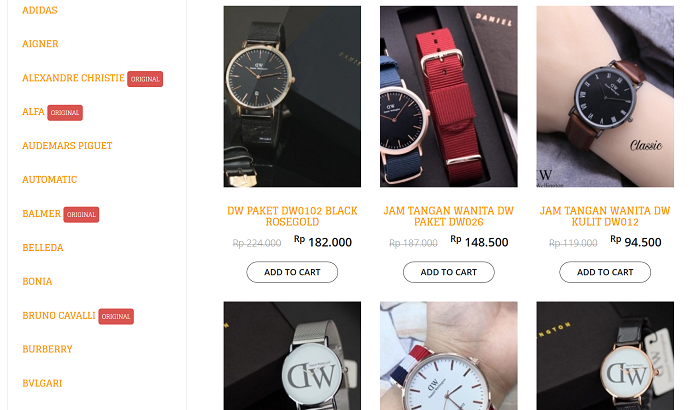 ADIDAS
AIGNER
ALEXANDRE CHRISTIE ORIGINAL
ALFA ORIGINAL
AUDEMARS PIGUET
AUTOMATIC
BALMER ORIGINAL
BELLEDA
BONIA
BRUNO CAVALLI ORIGINAL
BURBERRY
BVLGARI
DANIEL
DW
Classic
DW PAKET DW0102 BLACK
ROSEGOLD
Rp 224.000 Rp 182.000
ADD TO CART
JAM TANGAN WANITA DW
PAKET DW026
Rp 187.000 Rp 148.500
ADD TO CART
JAM TANGAN WANITA DW
KULIT DW012
Rp 119.000 Rp 94.500
ADD TO CART
DW
DW
NGTON
DW